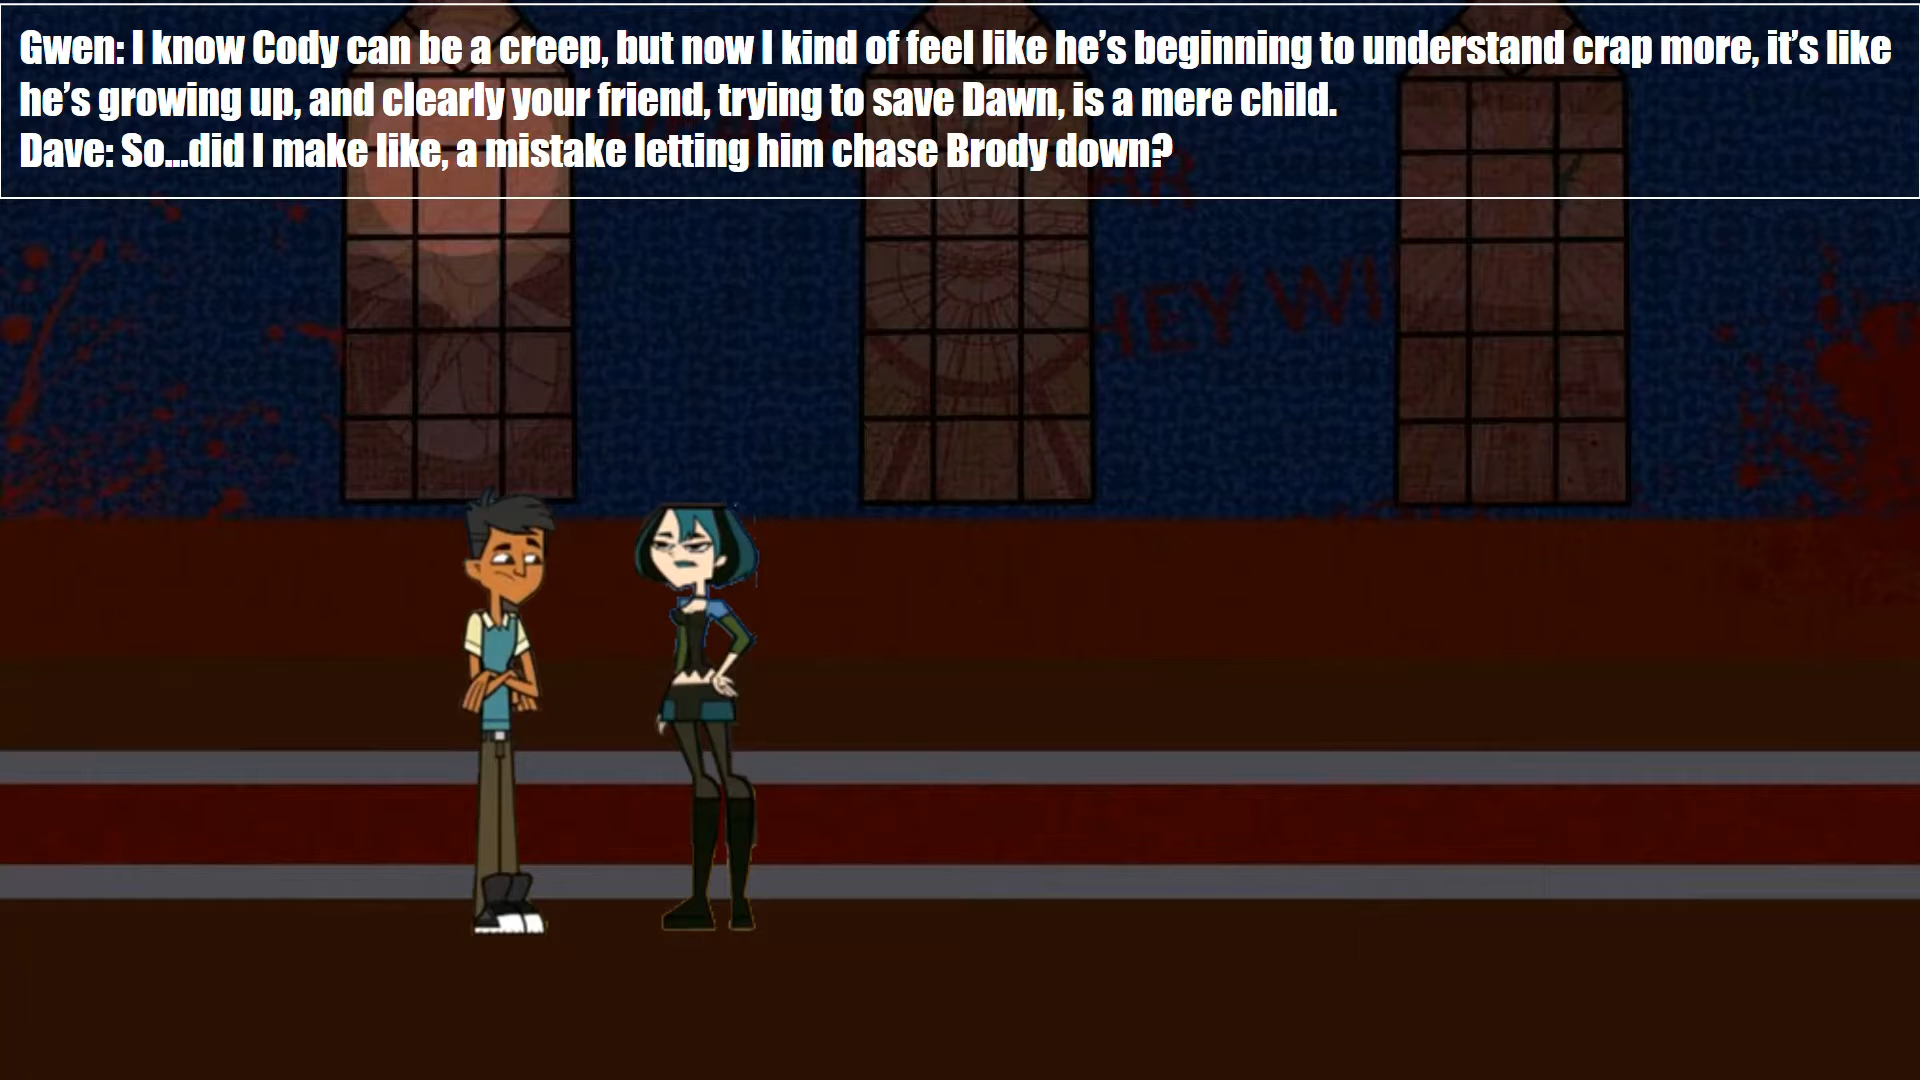 Gwen: I know Cody can be a creep, but now I kind of feel like he’s beginning to understand crap more, it’s like
he’s growing up, and clearly your friend, trying to save Dawn, is a mere child.
Dave: So...did I make like, a mistake letting him chase Brody down?
HEY WI